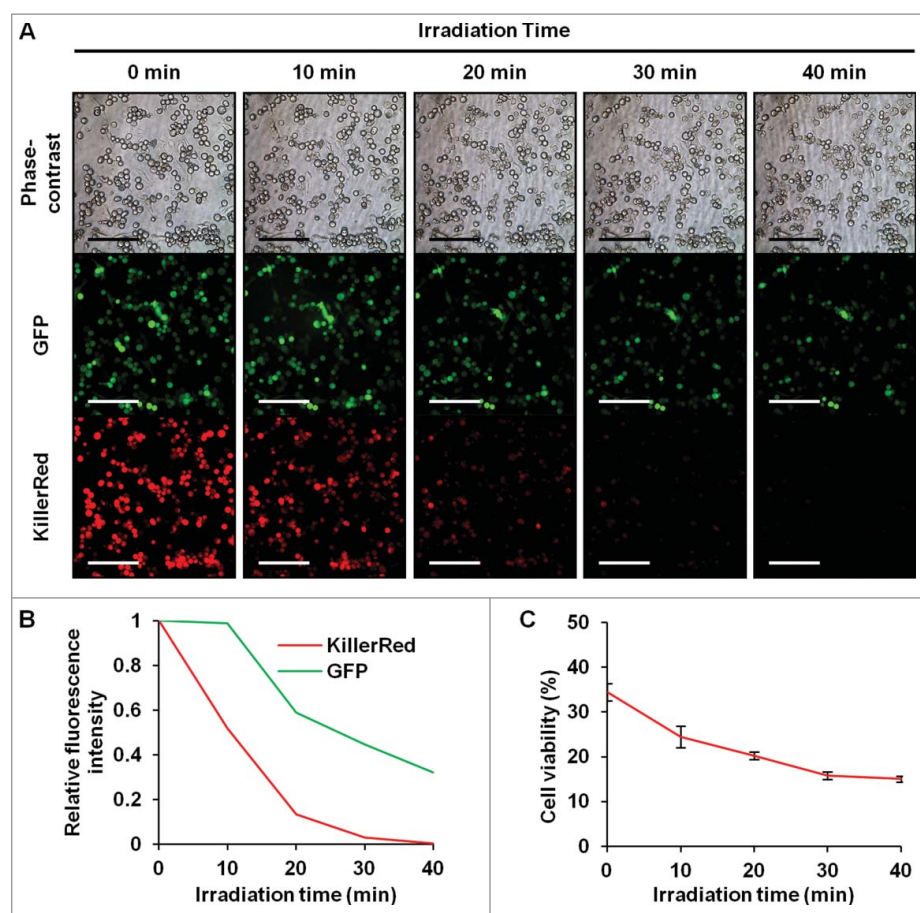 A
Irradiation Time
0 min 10 min 20 min 30 min 40 min
Phase-
contrast
GFP
KillerRed
B
KillerRed
GFP
Relative fluorescence
intensity
1
0.8
0.6
0.4
0.2
0
0 10 20 30 40
Irradiation time (min)
C
Cell viability (%)
50
40
30
20
10
0
0 10 20 30 40
Irradiation time (min)